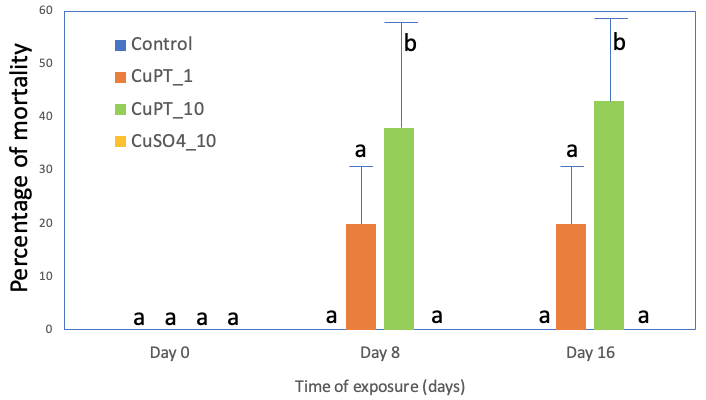 Percentage of mortality
60
50
40
30
20
10
0
Control
CuPT_1
CuPT_10
CuSO4_10
a a a a
a a b a
a a b a
Day 0 Day 8 Day 16
Time of exposure (days)